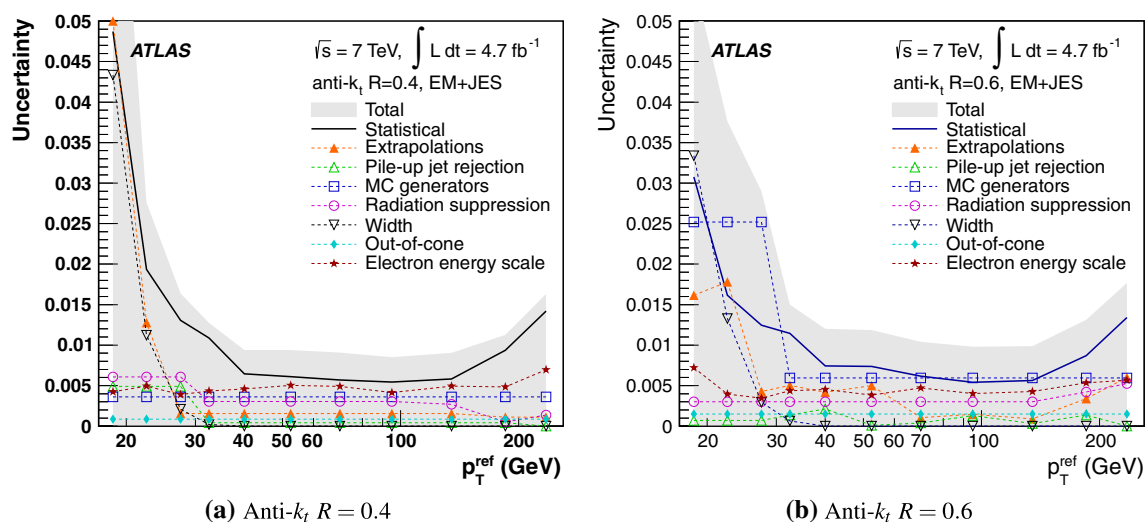 0.05
0.045
0.04
0.035
0.03
0.025
0.02
0.015
0.01
0.005
0
Uncertainty
ATLAS
√s = 7 TeV, ∫ L dt = 4.7 fb⁻¹
anti-kₜ R=0.4, EM+JES
Total
Statistical
Extrapolations
Pile-up jet rejection
MC generators
Radiation suppression
Width
Out-of-cone
Electron energy scale
20 30 40 50 60 100 200
p_T^ref (GeV)
(a) Anti-kₜ R = 0.4
0.05
0.045
0.04
0.035
0.03
0.025
0.02
0.015
0.01
0.005
0
Uncertainty
ATLAS
√s = 7 TeV, ∫ L dt = 4.7 fb⁻¹
anti-kₜ R=0.6, EM+JES
Total
Statistical
Extrapolations
Pile-up jet rejection
MC generators
Radiation suppression
Width
Out-of-cone
Electron energy scale
20 30 40 50 60 70 100 200
p_T^ref (GeV)
(b) Anti-kₜ R = 0.6